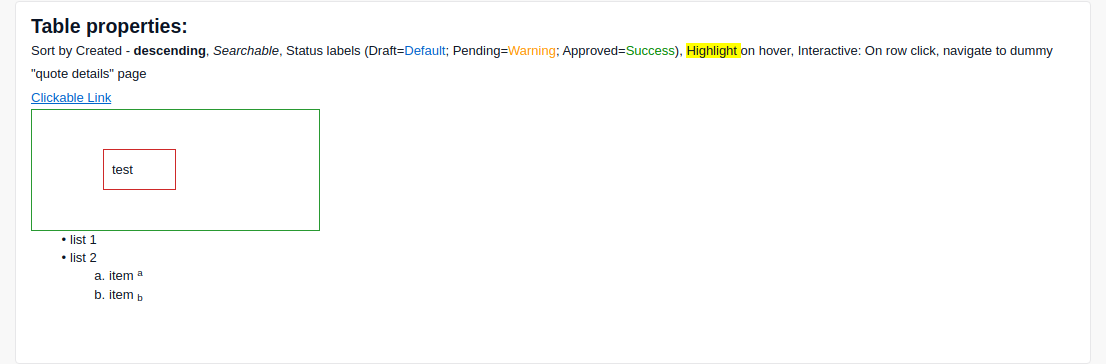 Table properties:
Sort by Created - descending, Searchable, Status labels (Draft=Default; Pending=Warning; Approved=Success), Highlight on hover, Interactive: On row click, navigate to dummy
"quote details" page
Clickable Link
test
• list 1
• list 2
a. item a
b. item b